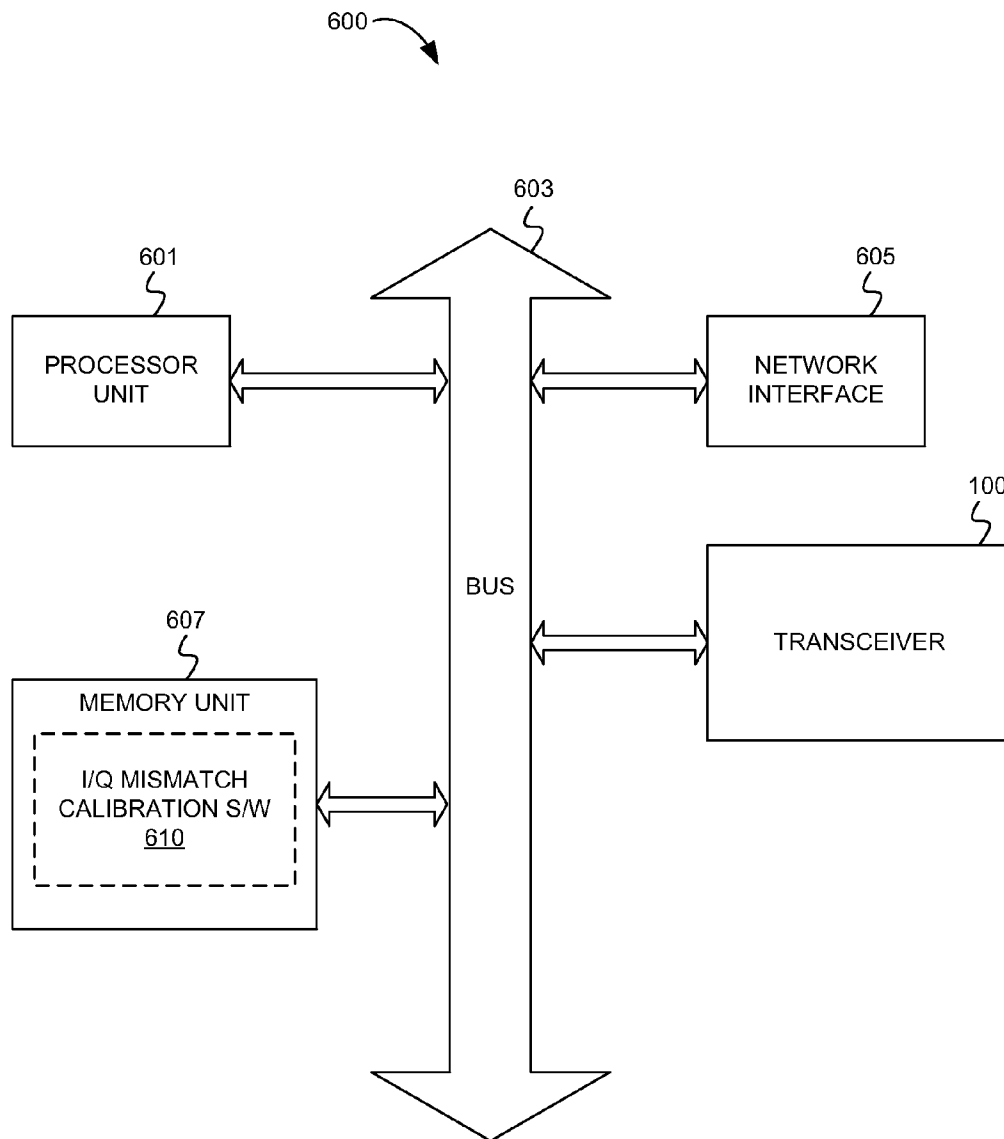 600
603
601
605
PROCESSOR
UNIT
NETWORK
INTERFACE
100
BUS
607
TRANSCEIVER
MEMORY UNIT
I/Q MISMATCH
CALIBRATION S/W
610